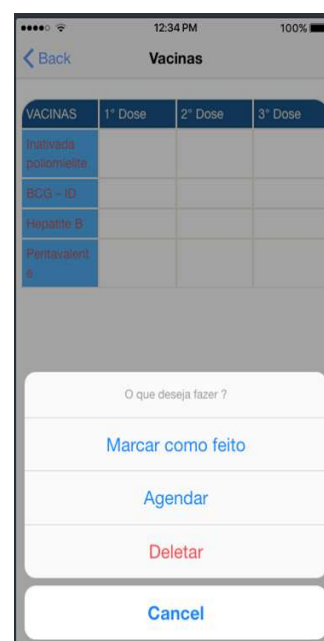 12:34 PM 100%
Back Vacinas
VACINAS 1° Dose 2° Dose 3° Dose
Inativada
poliomielite
BCG – ID
Hepatite B
Pentavalent
e
O que deseja fazer ?
Marcar como feito
Agendar
Deletar
Cancel